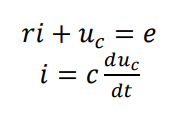 ri + u_c = e
i = c du_c/dt